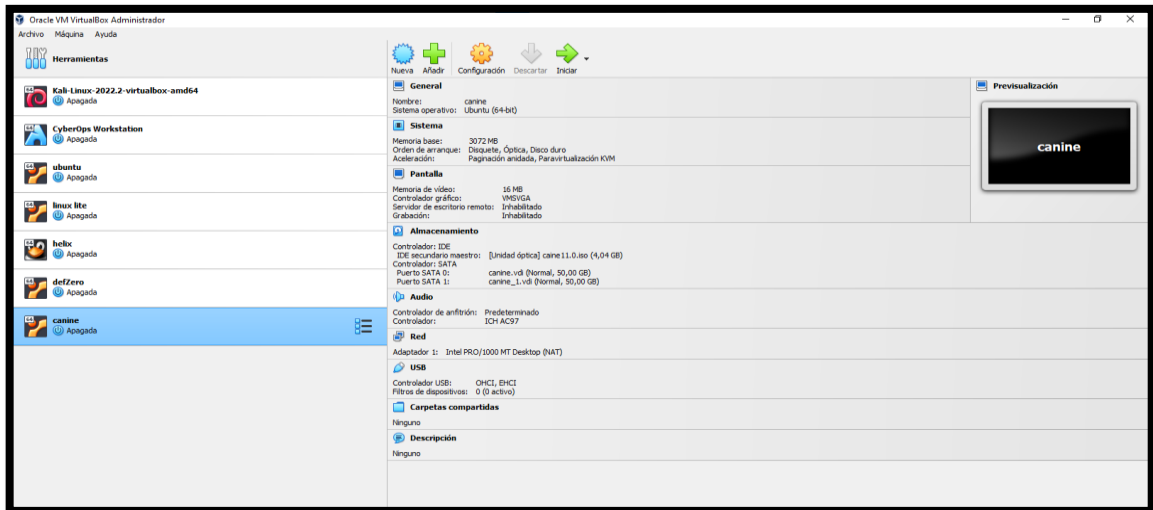 Oracle VM VirtualBox Administrador
Archivo Máquina Ayuda
Herramientas
Kali-Linux-2022.2-virtualbox-amd64
Apagada
CyberOps Workstation
Apagada
ubuntu
Apagada
linux lite
Apagada
helix
Apagada
defZero
Apagada
canine
Apagada
Nueva Añadir Configuración Descartar Iniciar
General
Nombre: canine
Sistema operativo: Ubuntu (64-bit)
Sistema
Memoria base: 3072 MB
Orden de arranque: Disquete, Óptica, Disco duro
Aceleración: Paginación anidada, Paravirtualización KVM
Pantalla
Memoria de vídeo: 16 MB
Controlador gráfico: VMSVGA
Servidor de escritorio remoto: Inhabilitado
Grabación: Inhabilitado
Almacenamiento
Controlador: IDE
IDE secundario maestro: [Unidad óptica] caine11.0.iso (4,04 GB)
Controlador: SATA
Puerto SATA 0: canine.vdi (Normal, 50,00 GB)
Puerto SATA 1: canine_1.vdi (Normal, 50,00 GB)
Audio
Controlador de anfitrión: Predeterminado
Controlador: ICH AC97
Red
Adaptador 1: Intel PRO/1000 MT Desktop (NAT)
USB
Controlador USB: OHCI, EHCI
Filtros de dispositivos: 0 (0 activo)
Carpetas compartidas
Ninguno
Descripción
Ninguno
Previsualización
canine